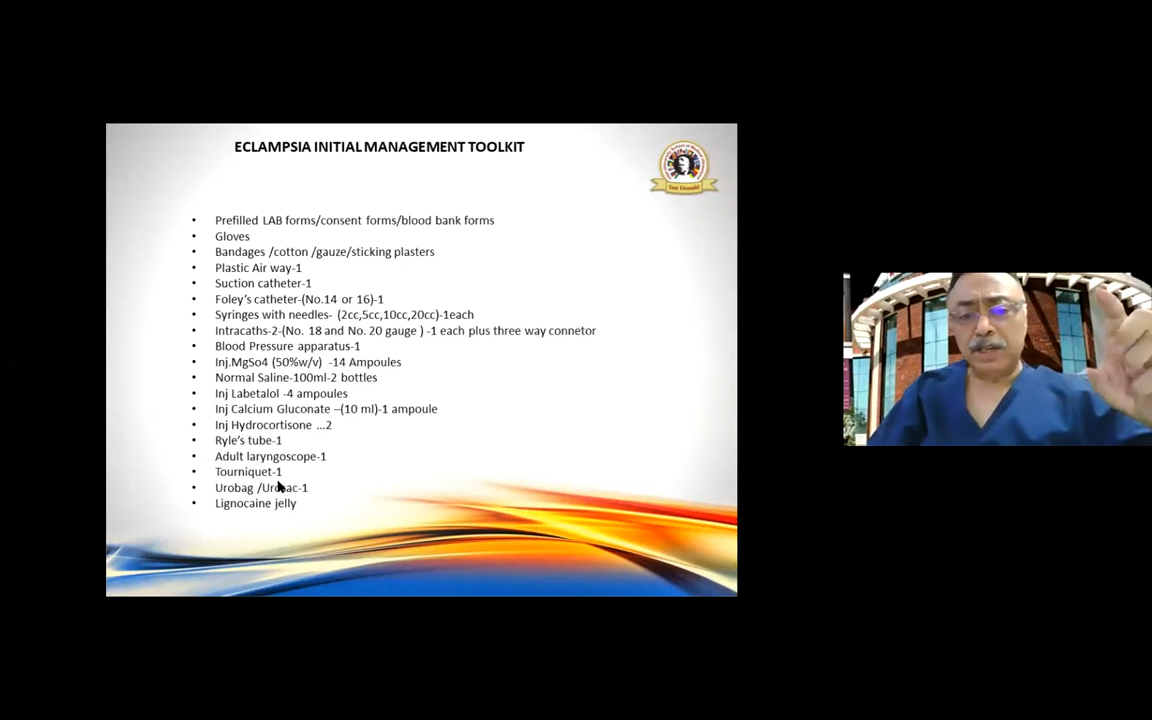 ECLAMPSIA INITIAL MANAGEMENT TOOLKIT
Ian Donald
• Prefilled LAB forms/consent forms/blood bank forms
• Gloves
• Bandages /cotton /gauze/sticking plasters
• Plastic Air way-1
• Suction catheter-1
• Foley's catheter-(No.14 or 16)-1
• Syringes with needles- (2cc,5cc,10cc,20cc)-1each
• Intracaths-2-(No. 18 and No. 20 gauge ) -1 each plus three way connetor
• Blood Pressure apparatus-1
• Inj.MgSo4 (50%w/v) -14 Ampoules
• Normal Saline-100ml-2 bottles
• Inj Labetalol -4 ampoules
• Inj Calcium Gluconate –(10 ml)-1 ampoule
• Inj Hydrocortisone ...2
• Ryle's tube-1
• Adult laryngoscope-1
• Tourniquet-1
• Urobag /Urosac-1
• Lignocaine jelly